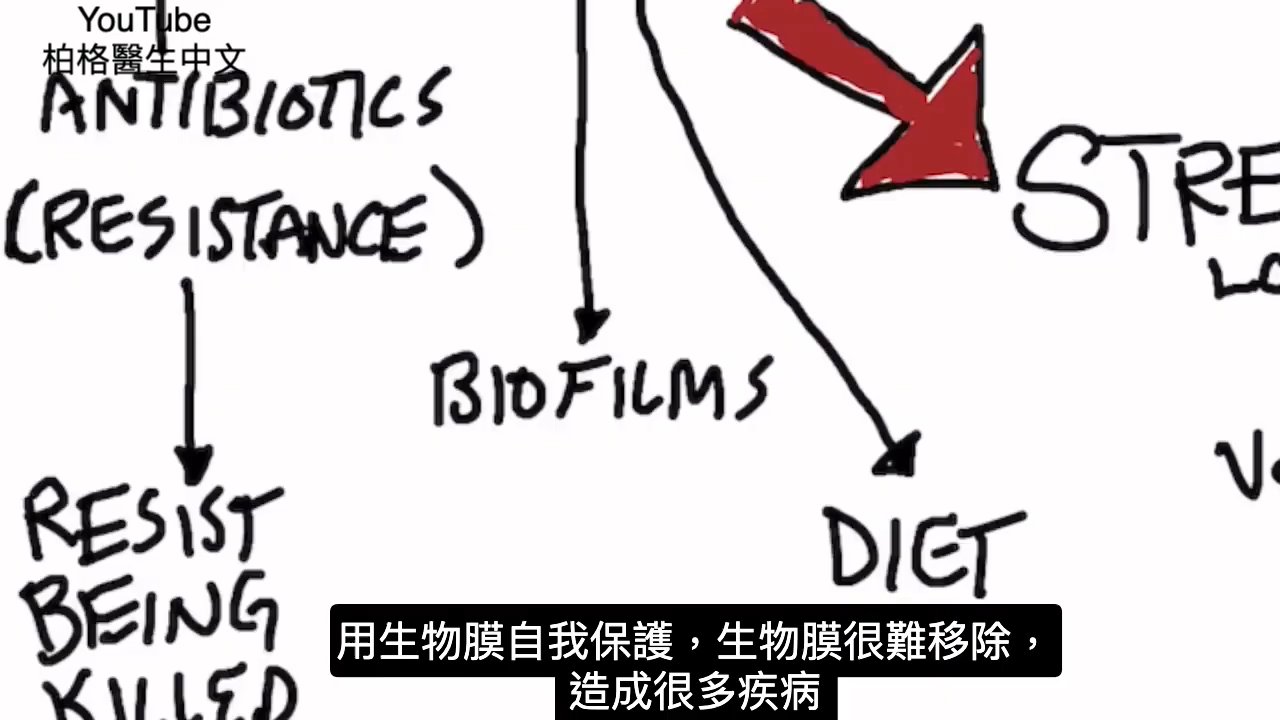 YouTube
柏格醫生中文
ANTIBIOTICS
(RESISTANCE)
BIOFILMS
DIET
RESIST
BEING
KILLED
用生物膜自我保護，生物膜很難移除，
造成很多疾病